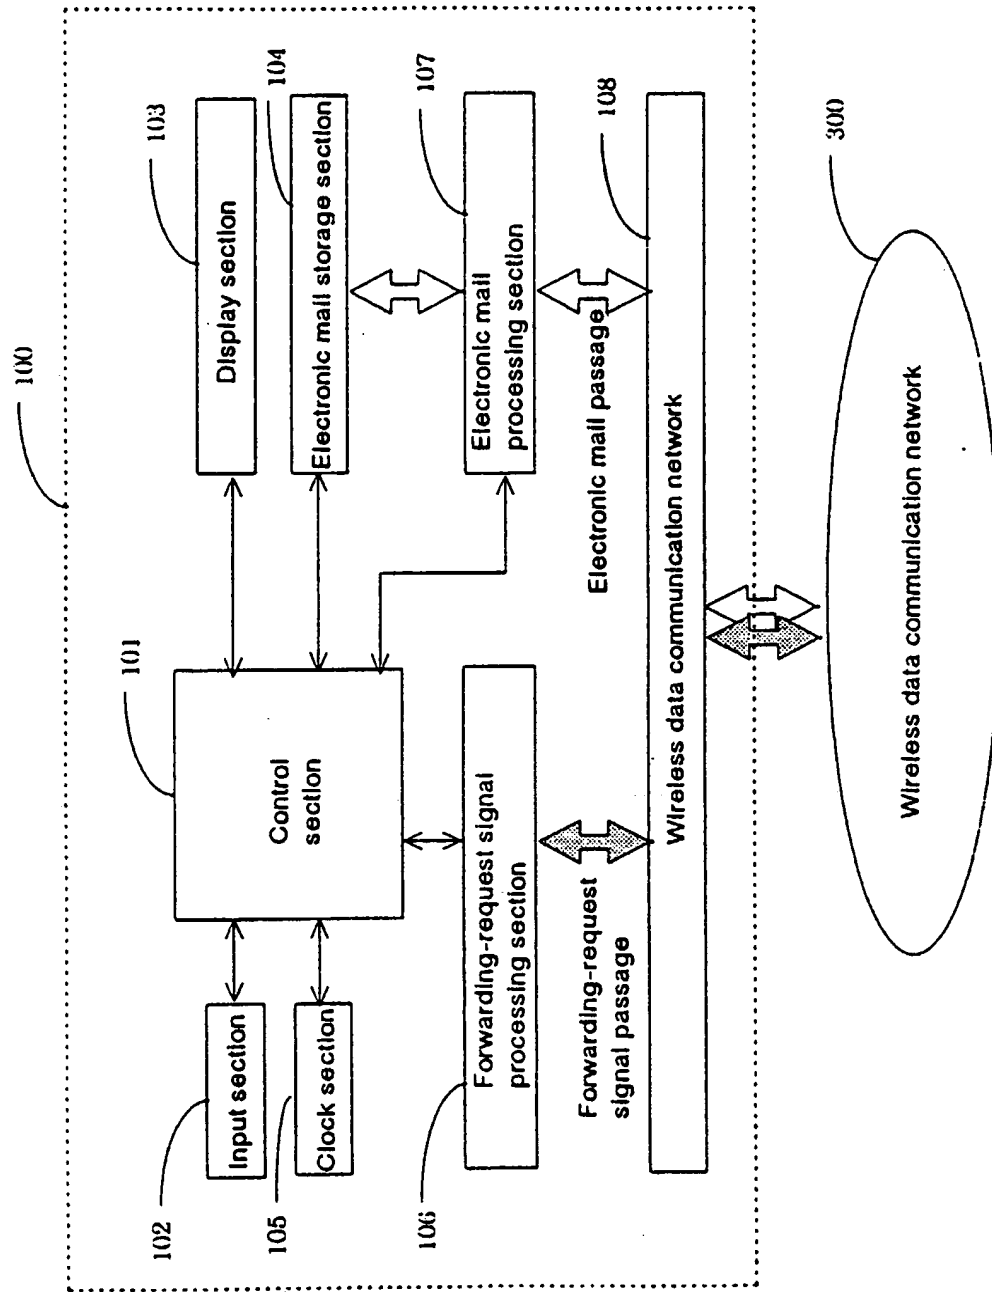 100
101
Control
section
102
Input section
105
Clock section
103
Display section
104
Electronic mail storage section
107
Electronic mail
processing section
106
Forwarding-request signal
processing section
Forwarding-request
signal passage
Electronic mail passage
108
Wireless data communication network
300
Wireless data communication network